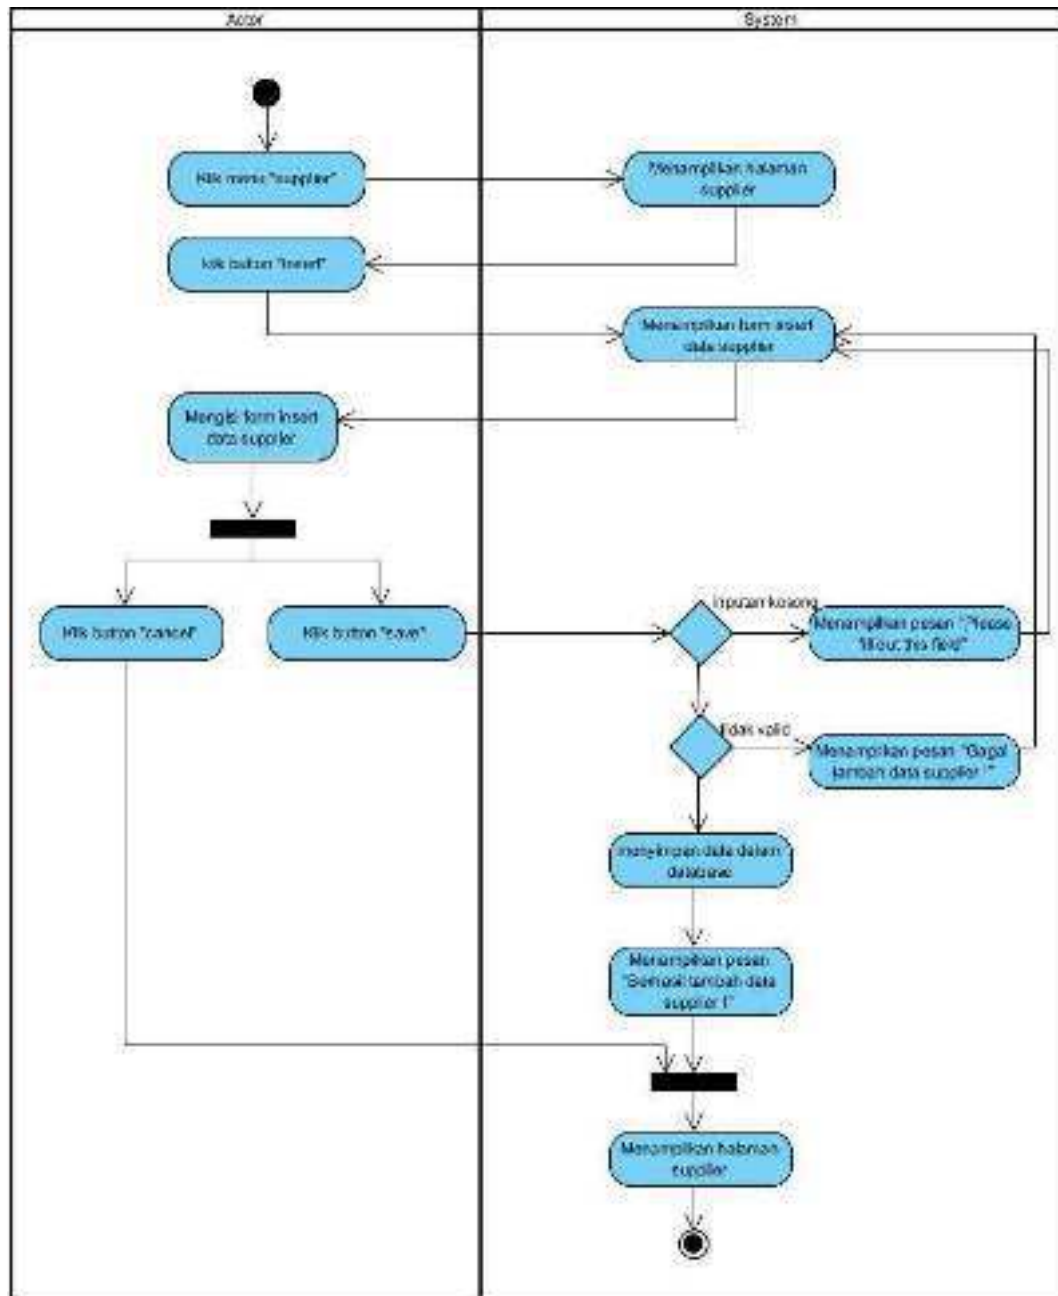 Actor
System
Klik menu "supplier"
Menampilkan halaman
supplier
klik button "insert"
Menampilkan form insert
data supplier
Mengisi form insert
data supplier
Klik button "cancel"
Klik button "save"
inputan kosong
Menampilkan pesan "Please
fill out this field"
tidak valid
Menampilkan pesan "Gagal
tambah data supplier !"
menyimpan data dalam
database
Menampilkan pesan
"Berhasil tambah data
supplier !"
Menampilkan halaman
supplier